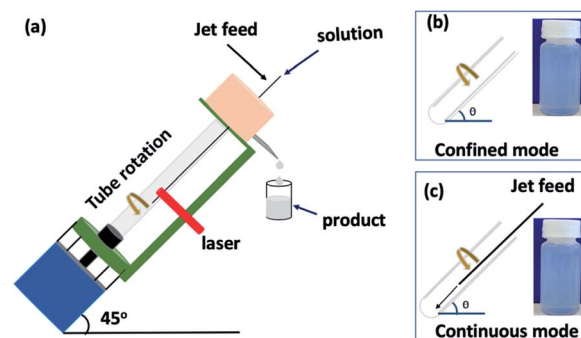 (a)
Jet feed
solution
Tube rotation
laser
product
45°
(b)
θ
Confined mode
(c)
Jet feed
θ
Continuous mode